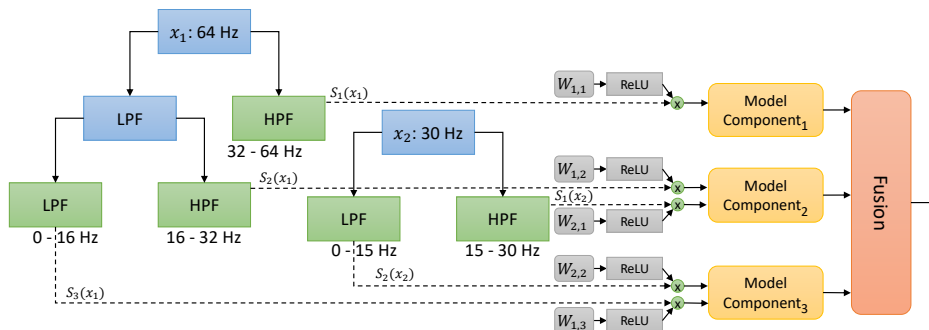 x₁: 64 Hz
LPF
HPF
32 - 64 Hz
S₁(x₁)
W₁,₁
ReLU
x
Model
Component₁
x₂: 30 Hz
LPF
0 - 16 Hz
HPF
16 - 32 Hz
S₂(x₁)
LPF
0 - 15 Hz
HPF
15 - 30 Hz
S₁(x₂)
W₁,₂
ReLU
x
x
W₂,₁
ReLU
Model
Component₂
S₂(x₂)
S₃(x₁)
W₂,₂
ReLU
x
x
W₁,₃
ReLU
Model
Component₃
Fusion